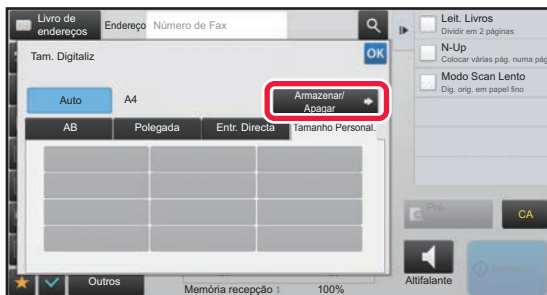 Livro de
endereços
Endereço
Número de Fax
Tam. Digitaliz
OK
Auto
A4
Armazenar/
Apagar
AB
Polegada
Entr. Directa
Tamanho Personal.
Outros
Memória recepção :
100%
Leit. Livros
Dividir em 2 páginas
N-Up
Colocar várias pág. numa pág
Modo Scan Lento
Dig. orig. em papel fino
CA
Altifalante